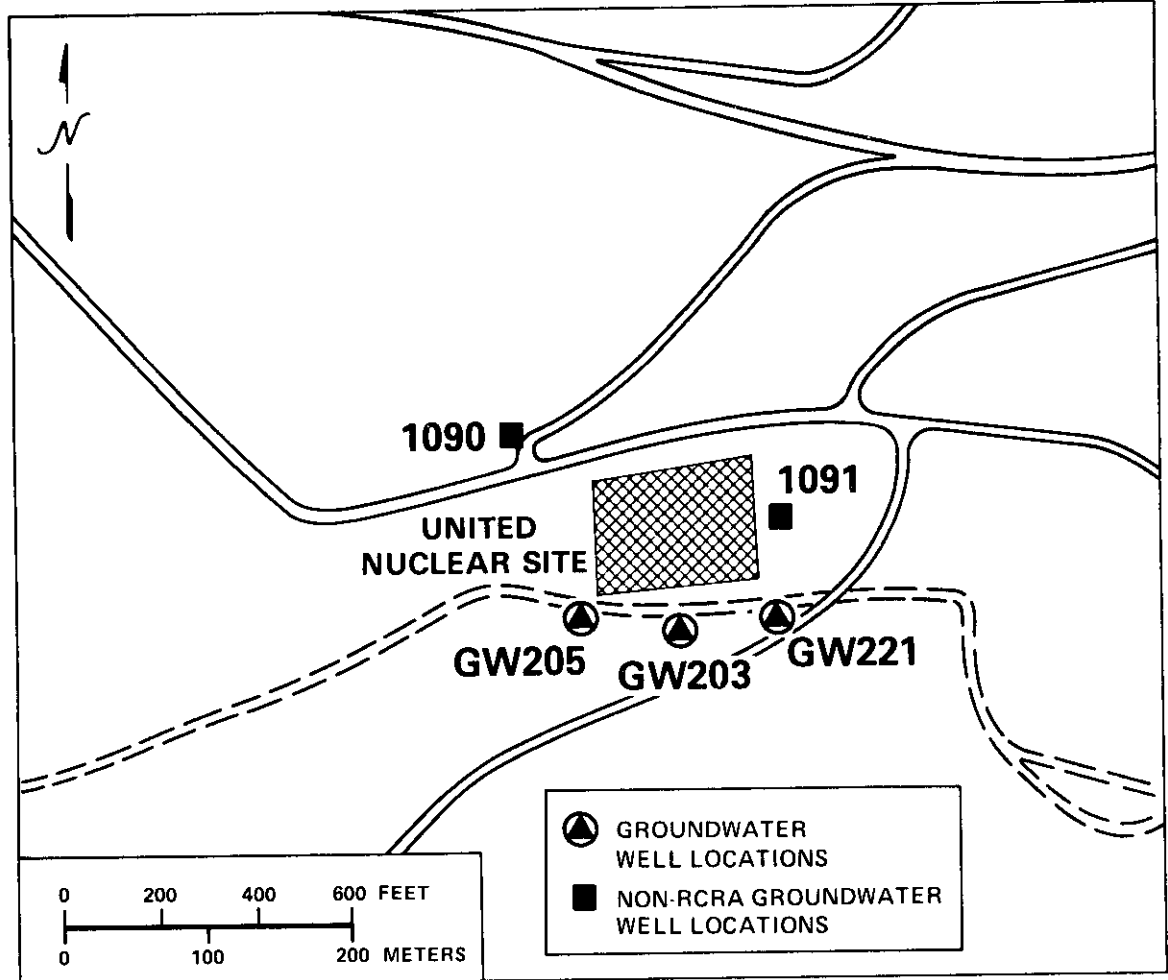 N
1090
1091
UNITED
NUCLEAR SITE
GW205
GW203
GW221
GROUNDWATER
WELL LOCATIONS
NON-RCRA GROUNDWATER
WELL LOCATIONS
0 200 400 600 FEET
0 100 200 METERS